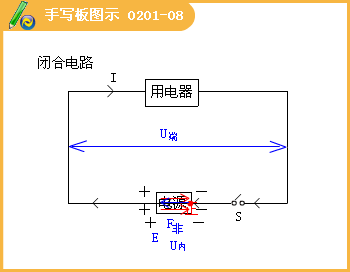 手写板图示 0201-08
闭合电路
I
用电器
U端
+ −
电源
+ −
S
+ F非 −
E
U内